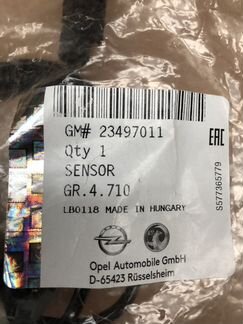 GM# 23497011
Qty 1
SENSOR
GR.4.710
LB0118 MADE IN HUNGARY
Opel Automobile GmbH
D-65423 Rüsselsheim
EAC
S577365779